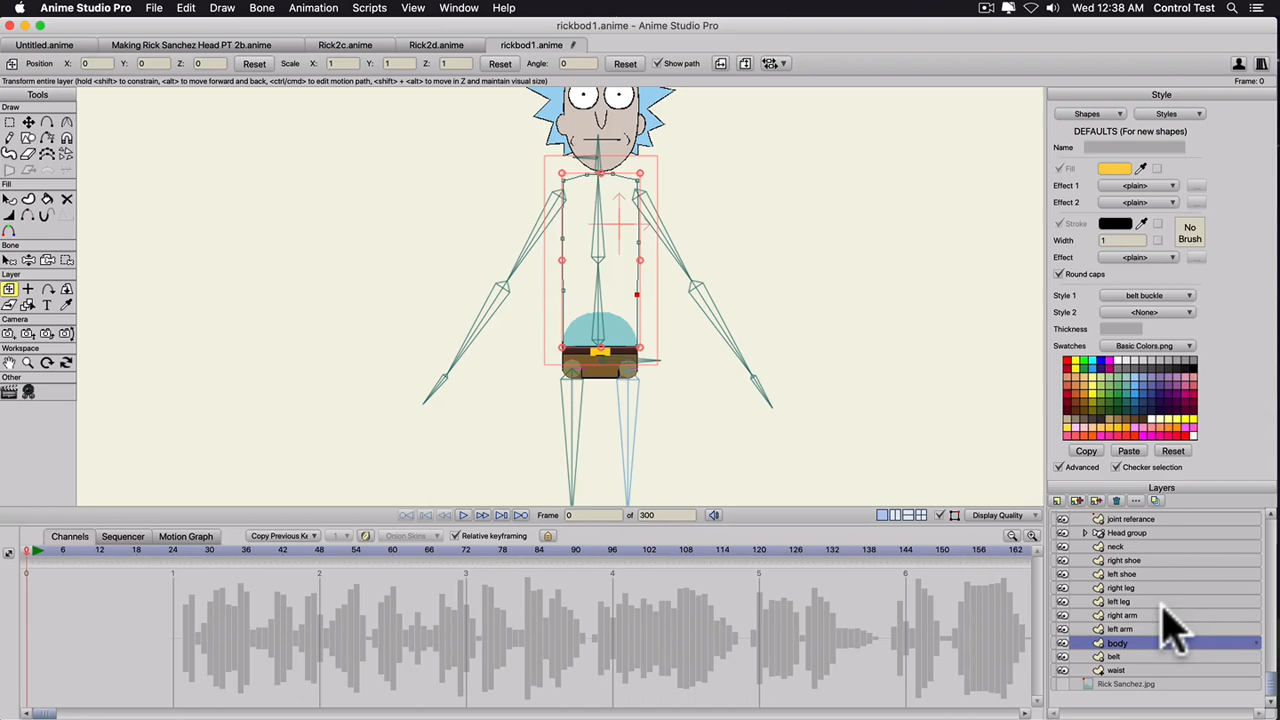 Anime Studio Pro File Edit Draw Bone Animation Scripts View Window Help Wed 12:38 AM Control Test
rickbod1.anime - Anime Studio Pro
Untitled.anime Making Rick Sanchez Head PT 2b.anime Rick2c.anime Rick2d.anime rickbod1.anime
Position X: 0 Y: 0 Z: 0 Reset Scale X: 1 Y: 1 Z: 1 Reset Angle: 0 Reset Show path
Transform entire layer (hold <shift> to constrain, <alt> to move forward and back, <ctrl/cmd> to edit motion path, <shift> + <alt> to move in Z and maintain visual size) Frame: 0
Tools
Draw
Fill
Bone
Layer
T
Camera
Workspace
Other
Style
Shapes Styles
DEFAULTS (For new shapes)
Name
Fill
Effect 1 <plain> ...
Effect 2 <plain> ...
Stroke
No Brush
Width 1
Effect <plain> ...
Round caps
Style 1 belt buckle
Style 2 <None>
Thickness
Swatches Basic Colors.png
Copy Paste Reset
Advanced Checker selection
Layers
joint referance
Head group
neck
right shoe
left shoe
right leg
left leg
right arm
left arm
body
belt
waist
Rick Sanchez.jpg
Frame 0 of 300 Display Quality
Channels Sequencer Motion Graph Copy Previous Ke 1 Onion Skins Relative keyframing
6 12 18 24 30 36 42 48 54 60 66 72 78 84 90 96 102 108 114 120 126 132 138 144 150 156 162
0 1 2 3 4 5 6